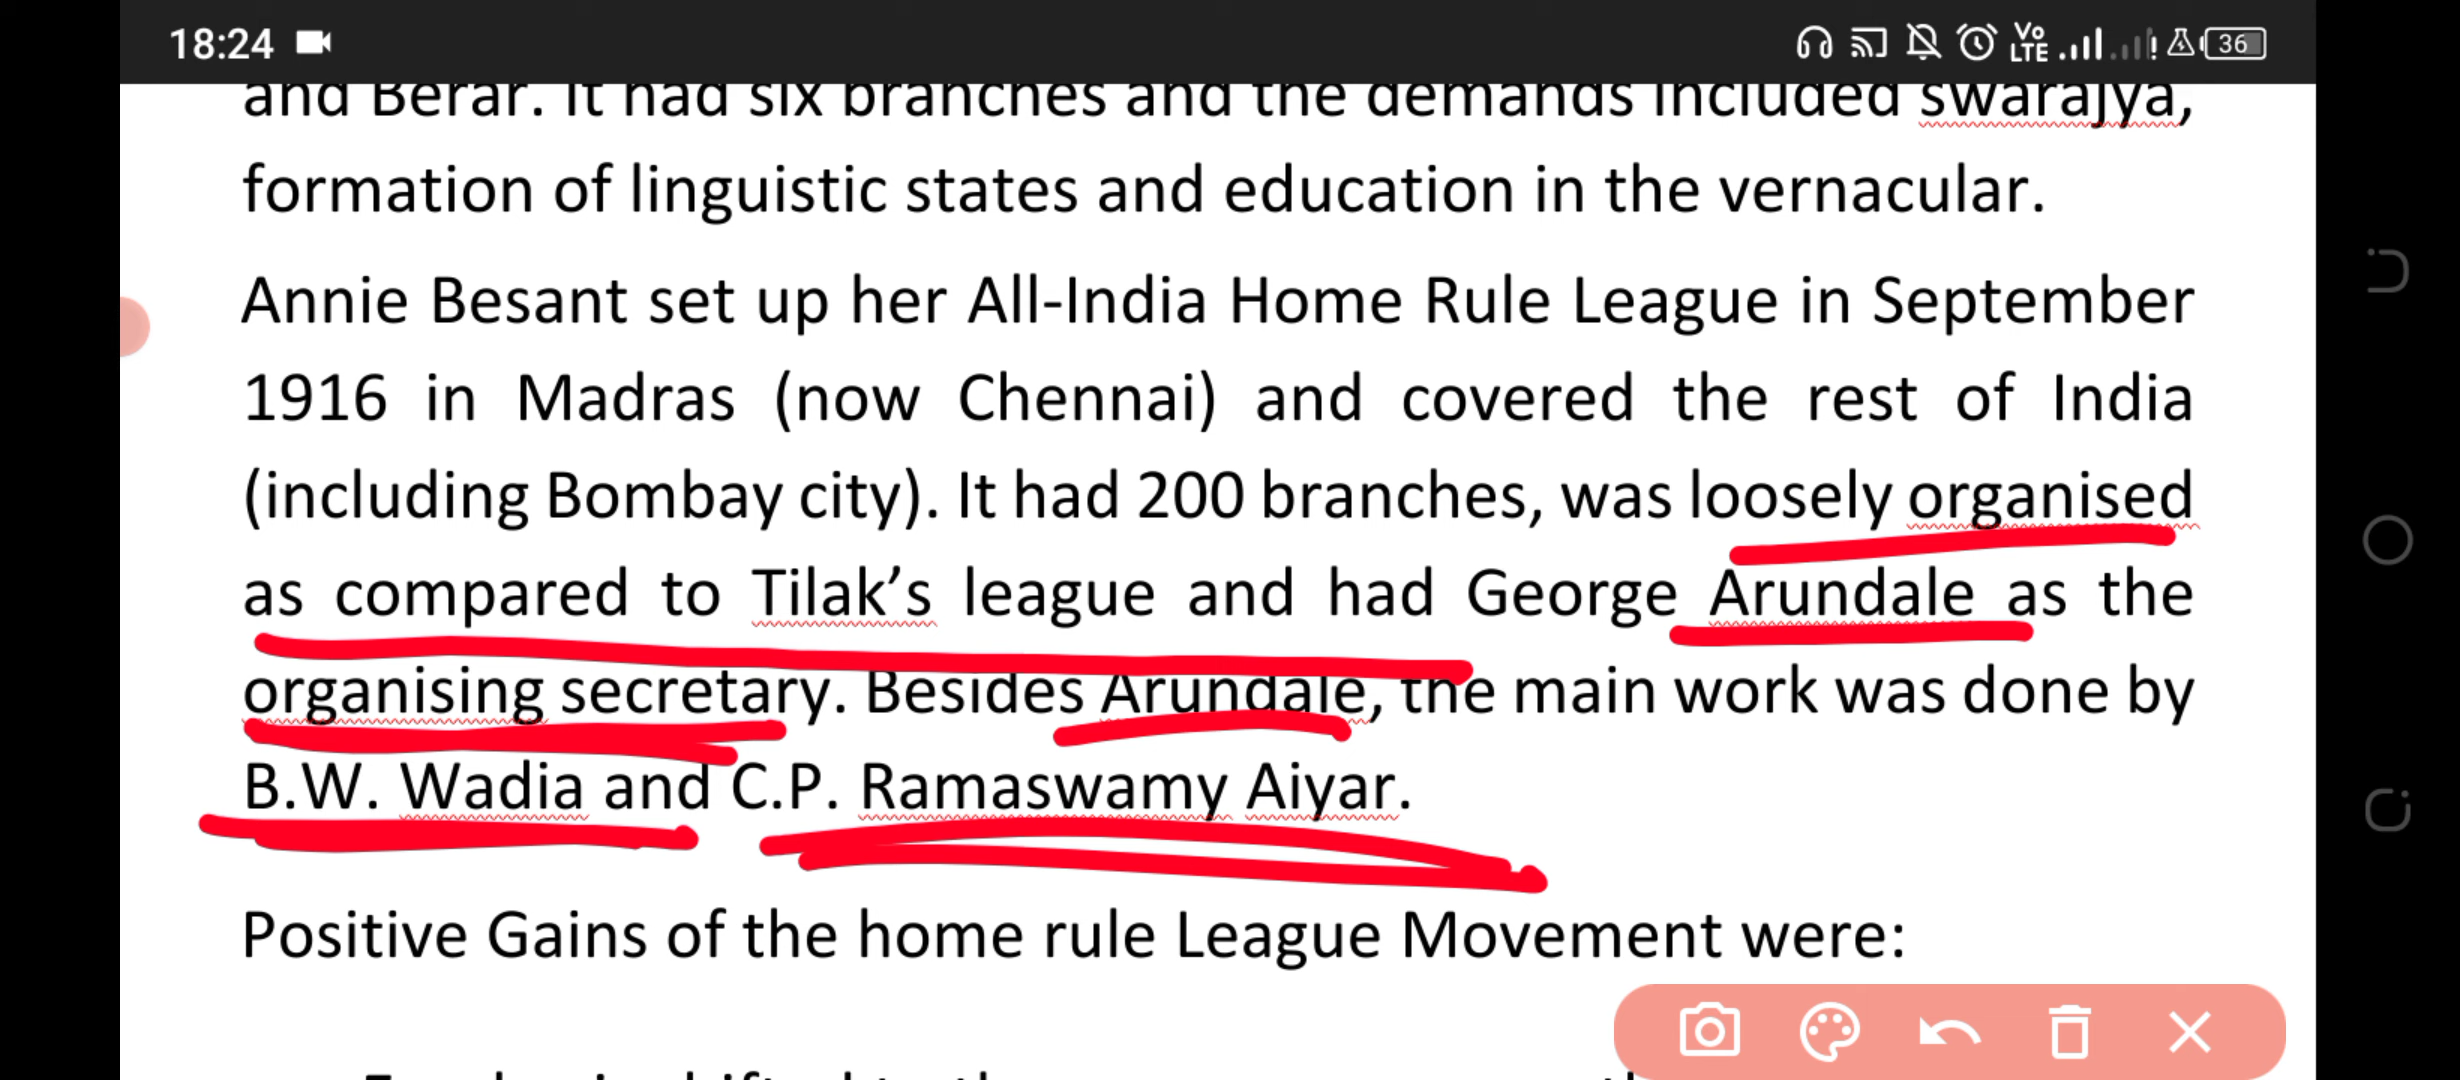 18:24 Vo LTE 36
and Berar. It had six branches and the demands included swarajya,
formation of linguistic states and education in the vernacular.
Annie Besant set up her All-India Home Rule League in September
1916 in Madras (now Chennai) and covered the rest of India
(including Bombay city). It had 200 branches, was loosely organised
as compared to Tilak’s league and had George Arundale as the
organising secretary. Besides Arundale, the main work was done by
B.W. Wadia and C.P. Ramaswamy Aiyar.
Positive Gains of the home rule League Movement were: